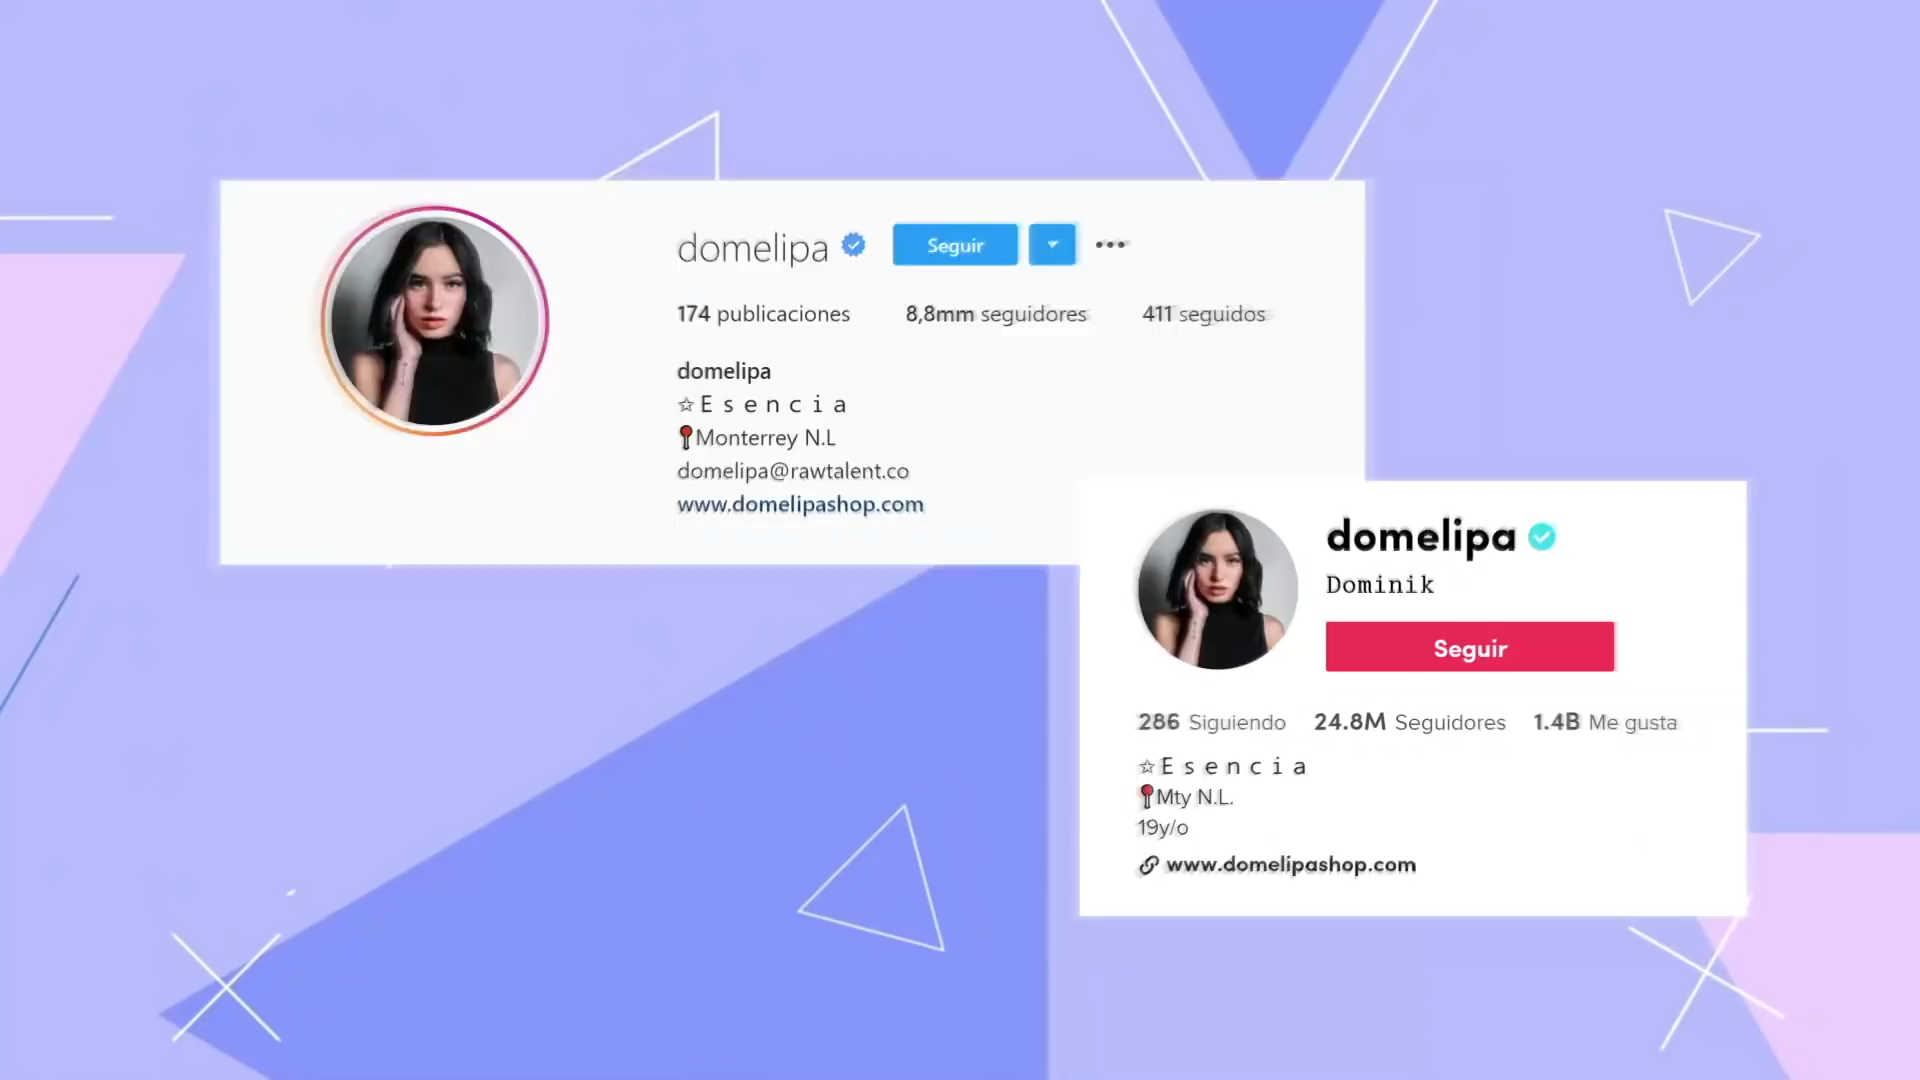 domelipa Seguir
174 publicaciones 8,8mm seguidores 411 seguidos
domelipa
☆E s e n c i a
📍Monterrey N.L
domelipa@rawtalent.co
www.domelipashop.com
domelipa
Dominik
Seguir
286 Siguiendo 24.8M Seguidores 1.4B Me gusta
☆E s e n c i a
📍Mty N.L.
19y/o
www.domelipashop.com